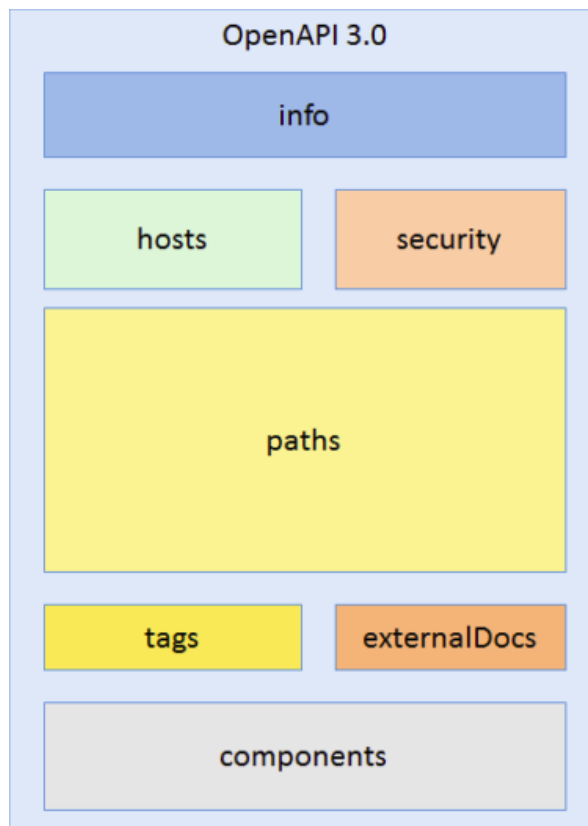 OpenAPI 3.0
info
hosts
security
paths
tags
externalDocs
components